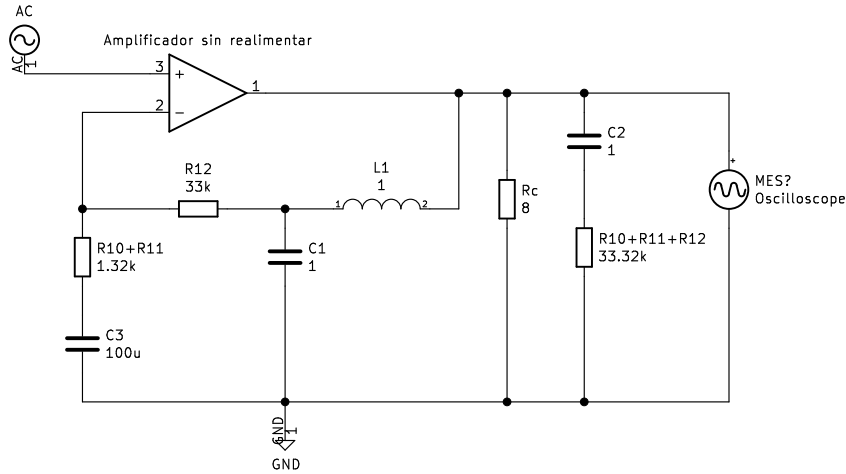 AC
AC
1
Amplificador sin realimentar
3
+
2
-
1
R12
33k
L1
1
1
2
C2
1
+
MES?
Oscilloscope
Rc
8
R10+R11
1.32k
C1
1
R10+R11+R12
33.32k
C3
100u
GND
1
GND